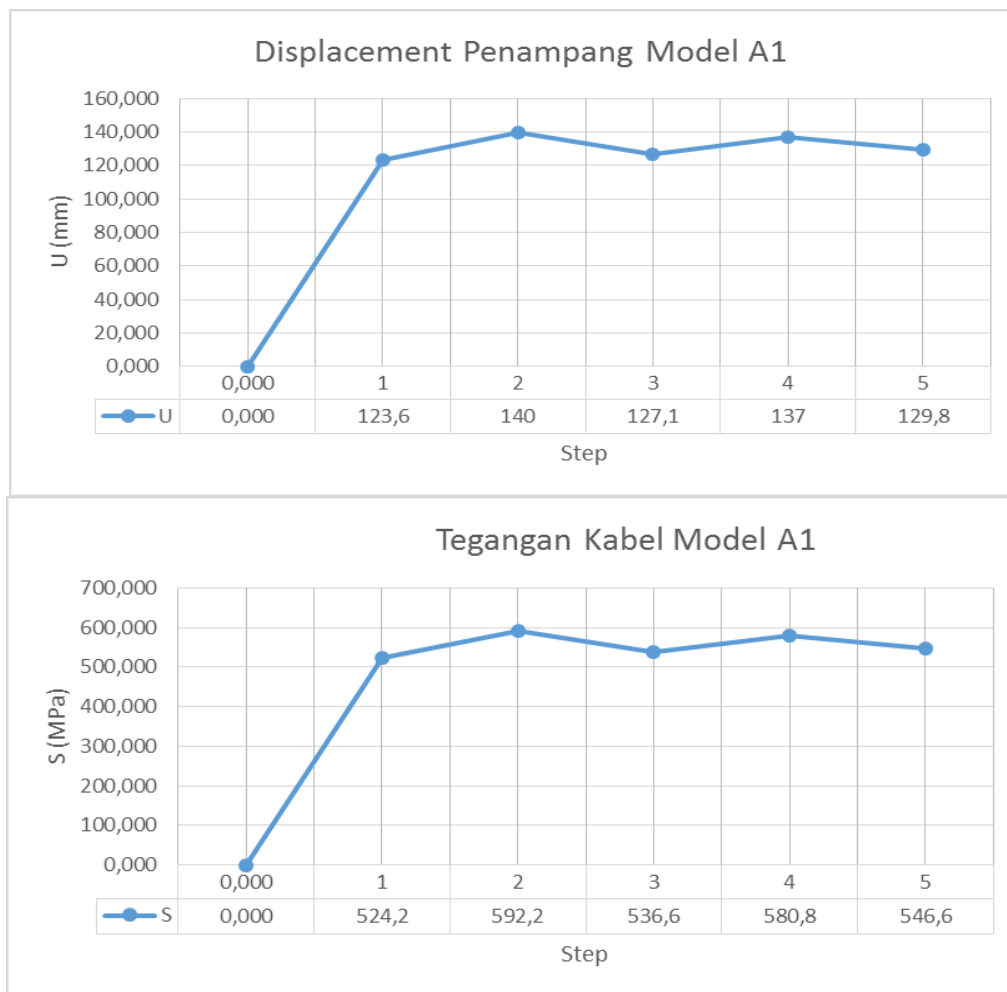 Displacement Penampang Model A1
U (mm)
160,000
140,000
120,000
100,000
80,000
60,000
40,000
20,000
0,000
0,000 1 2 3 4 5
U 0,000 123,6 140 127,1 137 129,8
Step
Tegangan Kabel Model A1
S (MPa)
700,000
600,000
500,000
400,000
300,000
200,000
100,000
0,000
0,000 1 2 3 4 5
S 0,000 524,2 592,2 536,6 580,8 546,6
Step